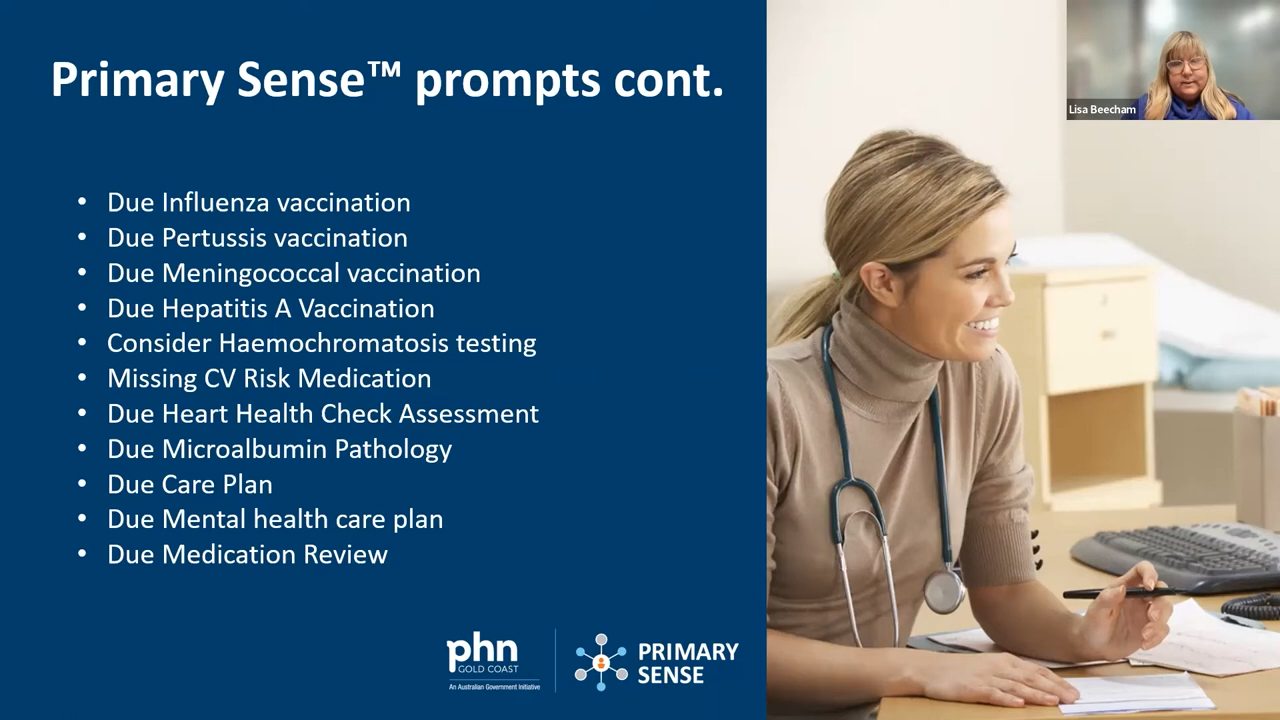 Primary Sense™ prompts cont.
Lisa Beecham
• Due Influenza vaccination
• Due Pertussis vaccination
• Due Meningococcal vaccination
• Due Hepatitis A Vaccination
• Consider Haemochromatosis testing
• Missing CV Risk Medication
• Due Heart Health Check Assessment
• Due Microalbumin Pathology
• Due Care Plan
• Due Mental health care plan
• Due Medication Review
phn
GOLD COAST
An Australian Government Initiative
PRIMARY
SENSE